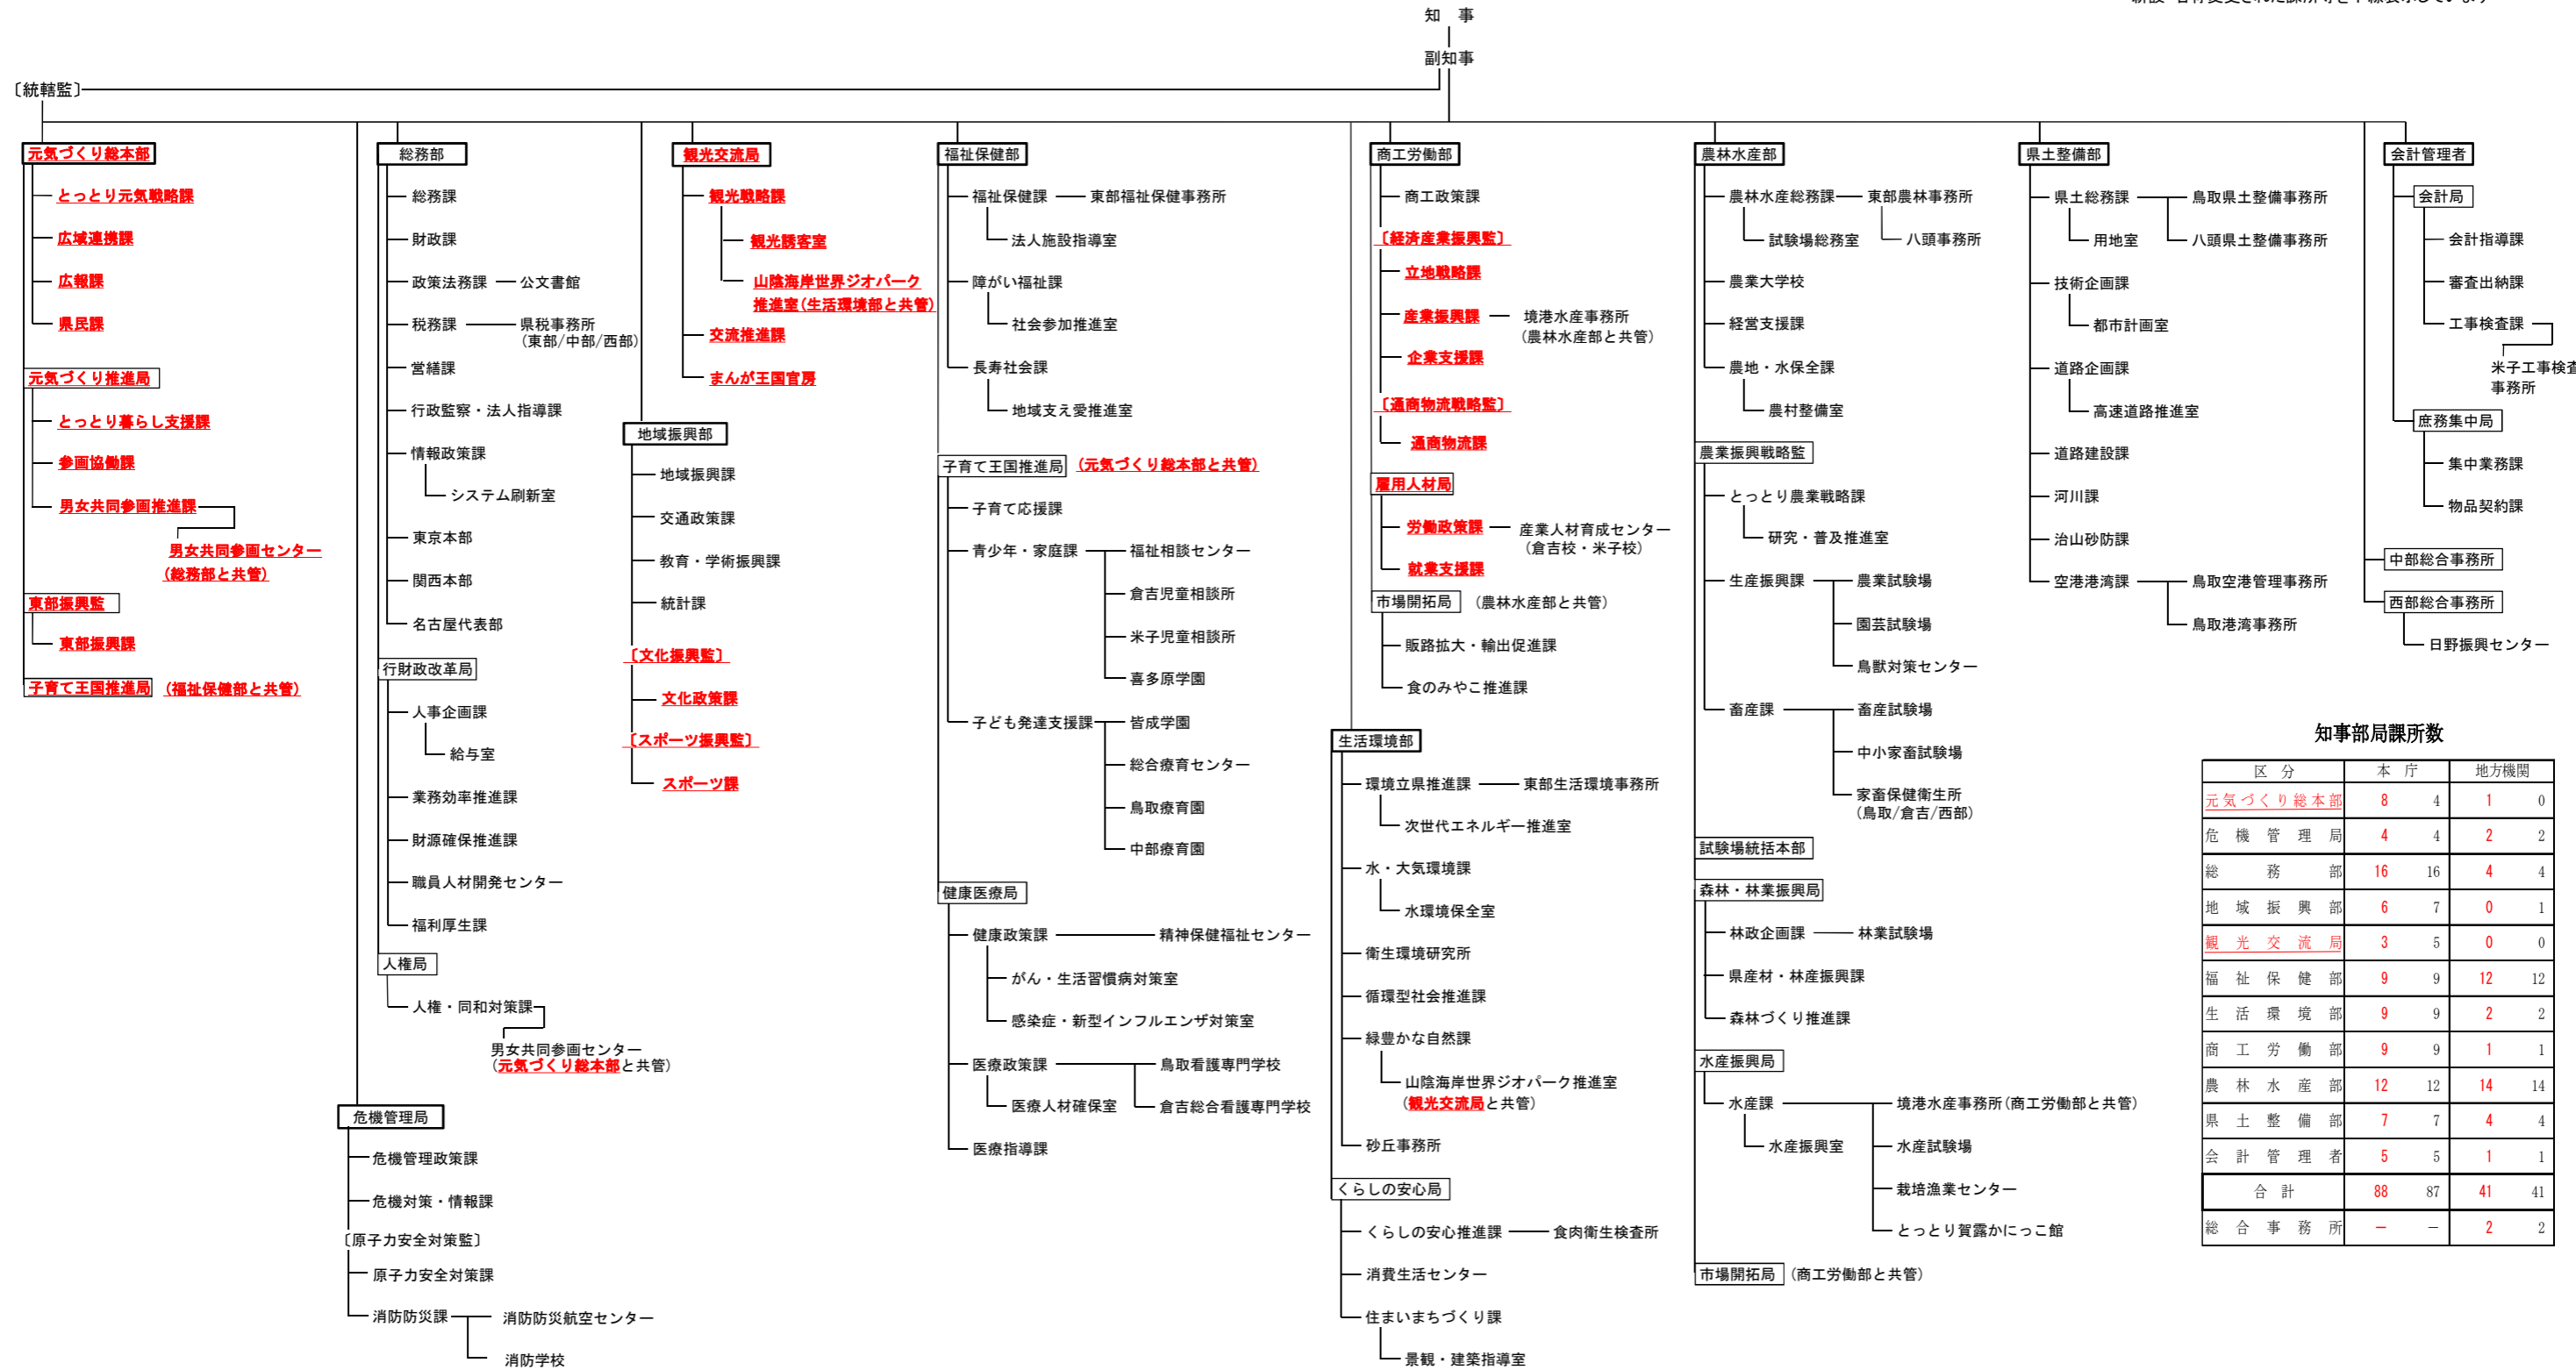 知　事
副知事
〔統轄監〕
元気づくり総本部
とっとり元気戦略課
広域連携課
広報課
県民課
元気づくり推進局
とっとり暮らし支援課
参画協働課
男女共同参画推進課
男女共同参画センター
(総務部と共管)
東部振興監
東部振興課
子育て王国推進局 (福祉保健部と共管)
総務部
総務課
財政課
政策法務課 公文書館
税務課 県税事務所
(東部/中部/西部)
営繕課
行政監察・法人指導課
情報政策課
システム刷新室
東京本部
関西本部
名古屋代表部
行財政改革局
人事企画課
給与室
業務効率推進課
財源確保推進課
職員人材開発センター
福利厚生課
人権局
人権・同和対策課
男女共同参画センター
(元気づくり総本部と共管)
危機管理局
危機管理政策課
危機対策・情報課
〔原子力安全対策監〕
原子力安全対策課
消防防災課 消防防災航空センター
消防学校
観光交流局
観光戦略課
観光誘客室
山陰海岸世界ジオパーク
推進室(生活環境部と共管)
交流推進課
まんが王国官房
地域振興部
地域振興課
交通政策課
教育・学術振興課
統計課
〔文化振興監〕
文化政策課
〔スポーツ振興監〕
スポーツ課
福祉保健部
福祉保健課 東部福祉保健事務所
法人施設指導室
障がい福祉課
社会参加推進室
長寿社会課
地域支え愛推進室
子育て王国推進局 (元気づくり総本部と共管)
子育て応援課
青少年・家庭課 福祉相談センター
倉吉児童相談所
米子児童相談所
喜多原学園
子ども発達支援課 皆成学園
総合療育センター
鳥取療育園
中部療育園
健康医療局
健康政策課 精神保健福祉センター
がん・生活習慣病対策室
感染症・新型インフルエンザ対策室
医療政策課 鳥取看護専門学校
医療人材確保室 倉吉総合看護専門学校
医療指導課
商工労働部
商工政策課
〔経済産業振興監〕
立地戦略課
産業振興課 境港水産事務所
(農林水産部と共管)
企業支援課
〔通商物流戦略監〕
通商物流課
雇用人材局
労働政策課 産業人材育成センター
(倉吉校・米子校)
就業支援課
市場開拓局 (農林水産部と共管)
販路拡大・輸出促進課
食のみやこ推進課
生活環境部
環境立県推進課 東部生活環境事務所
次世代エネルギー推進室
水・大気環境課
水環境保全室
衛生環境研究所
循環型社会推進課
緑豊かな自然課
山陰海岸世界ジオパーク推進室
(観光交流局と共管)
砂丘事務所
くらしの安心局
くらしの安心推進課 食肉衛生検査所
消費生活センター
住まいまちづくり課
景観・建築指導室
農林水産部
農林水産総務課 東部農林事務所
試験場総務室 八頭事務所
農業大学校
経営支援課
農地・水保全課
農村整備室
農業振興戦略監
とっとり農業戦略課
研究・普及推進室
生産振興課 農業試験場
園芸試験場
鳥獣対策センター
畜産課 畜産試験場
中小家畜試験場
家畜保健衛生所
(鳥取/倉吉/西部)
試験場統括本部
森林・林業振興局
林政企画課 林業試験場
県産材・林産振興課
森林づくり推進課
水産振興局
水産課 境港水産事務所(商工労働部と共管)
水産振興室 水産試験場
栽培漁業センター
とっとり賀露かにっこ館
市場開拓局 (商工労働部と共管)
県土整備部
県土総務課 鳥取県土整備事務所
用地室 八頭県土整備事務所
技術企画課
都市計画室
道路企画課
高速道路推進室
道路建設課
河川課
治山砂防課
空港港湾課 鳥取空港管理事務所
鳥取港湾事務所
会計管理者
会計局
会計指導課
審査出納課
工事検査課
米子工事検査
事務所
庶務集中局
集中業務課
物品契約課
中部総合事務所
西部総合事務所
日野振興センター
知事部局課所数
区　分 本　庁 地方機関
元気づくり総本部 8 4 1 0
危機管理局 4 4 2 2
総務部 16 16 4 4
地域振興部 6 7 0 1
観光交流局 3 5 0 0
福祉保健部 9 9 12 12
生活環境部 9 9 2 2
商工労働部 9 9 1 1
農林水産部 12 12 14 14
県土整備部 7 7 4 4
会計管理者 5 5 1 1
合　計 88 87 41 41
総合事務所 － － 2 2